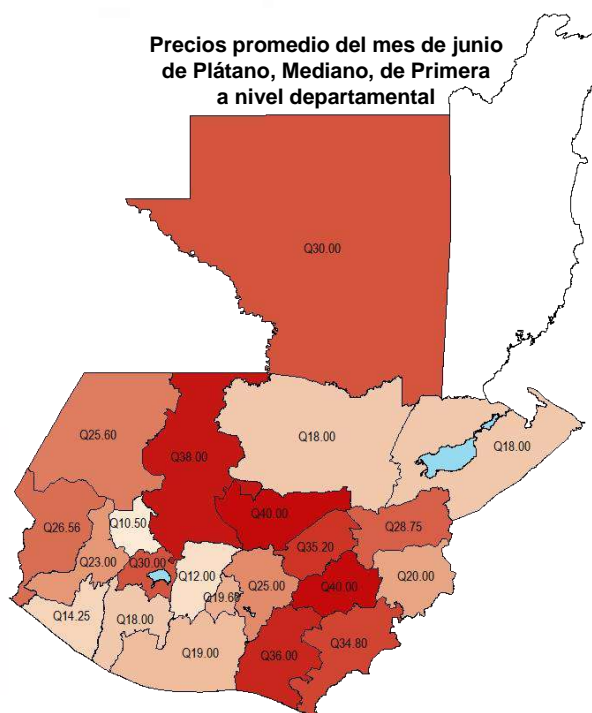 Precios promedio del mes de junio
de Plátano, Mediano, de Primera
a nivel departamental
Q30.00
Q25.60
Q38.00
Q18.00
Q18.00
Q26.56
Q10.50
Q40.00
Q28.75
Q35.20
Q23.00
Q30.00
Q12.00
Q25.00
Q40.00
Q20.00
Q19.60
Q14.25
Q18.00
Q34.80
Q19.00
Q36.00